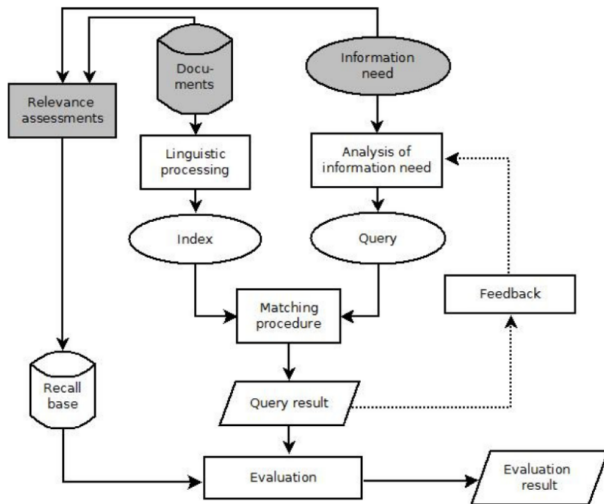 Docu-
ments
Information
need
Relevance
assessments
Linguistic
processing
Analysis of
information need
Index
Query
Matching
procedure
Feedback
Recall
base
Query result
Evaluation
Evaluation
result